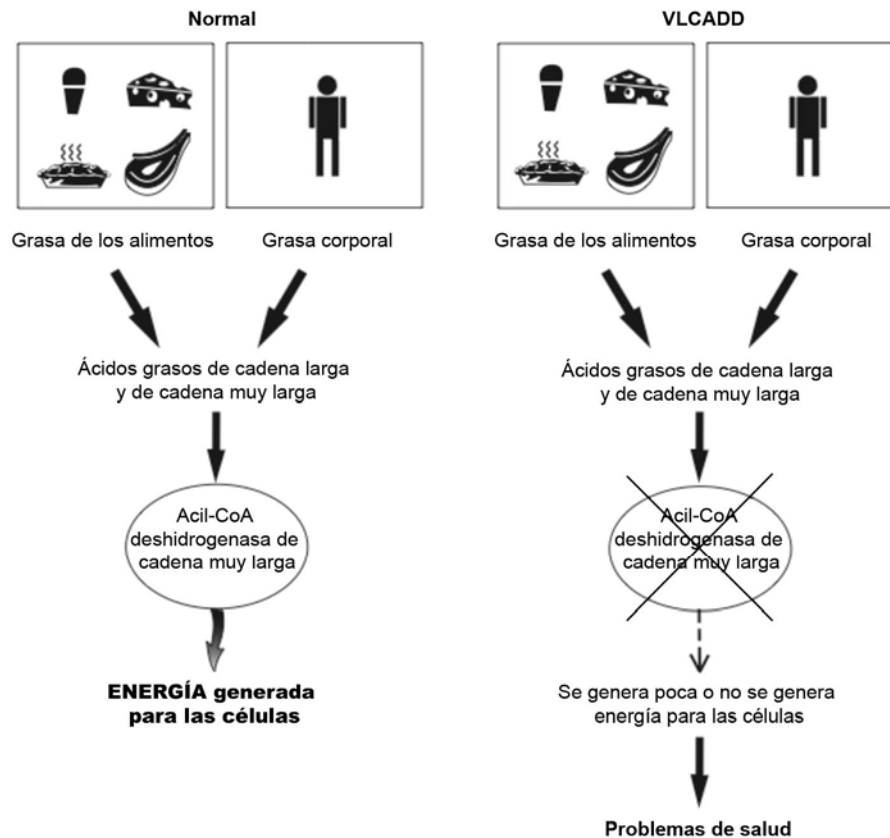 Normal
Grasa de los alimentos
Grasa corporal
Ácidos grasos de cadena larga
y de cadena muy larga
Acil-CoA
deshidrogenasa de
cadena muy larga
ENERGÍA generada
para las células
VLCADD
Grasa de los alimentos
Grasa corporal
Ácidos grasos de cadena larga
y de cadena muy larga
Acil-CoA
deshidrogenasa de
cadena muy larga
Se genera poca o no se genera
energía para las células
Problemas de salud